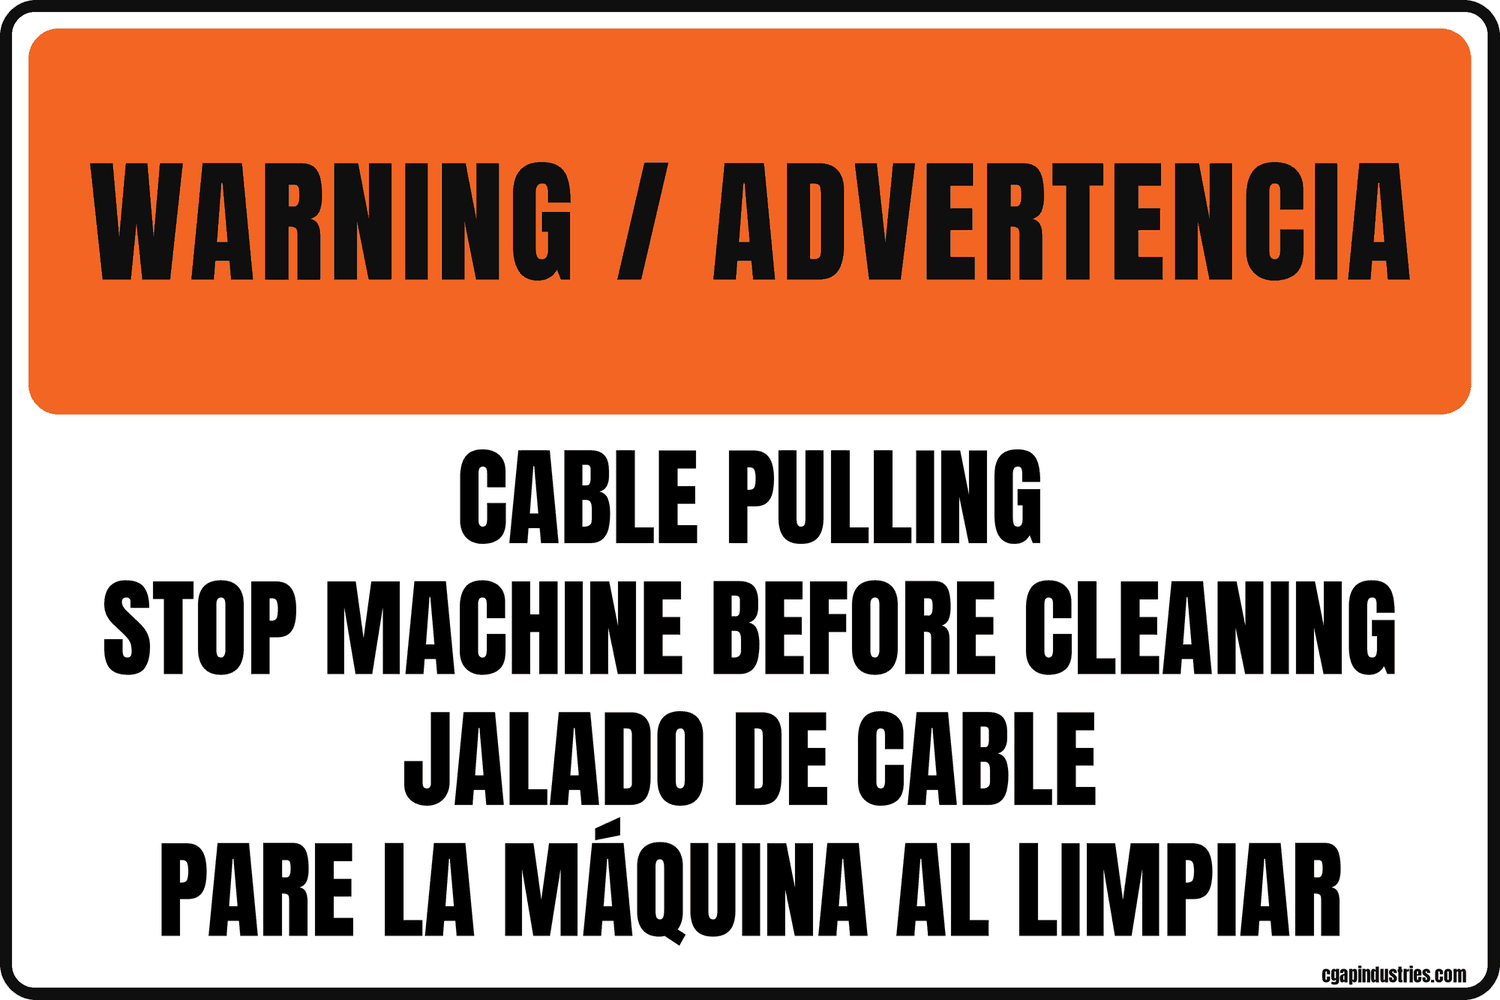 WARNING / ADVERTENCIA
CABLE PULLING
STOP MACHINE BEFORE CLEANING
JALADO DE CABLE
PARE LA MÁQUINA AL LIMPIAR
cgapindustries.com